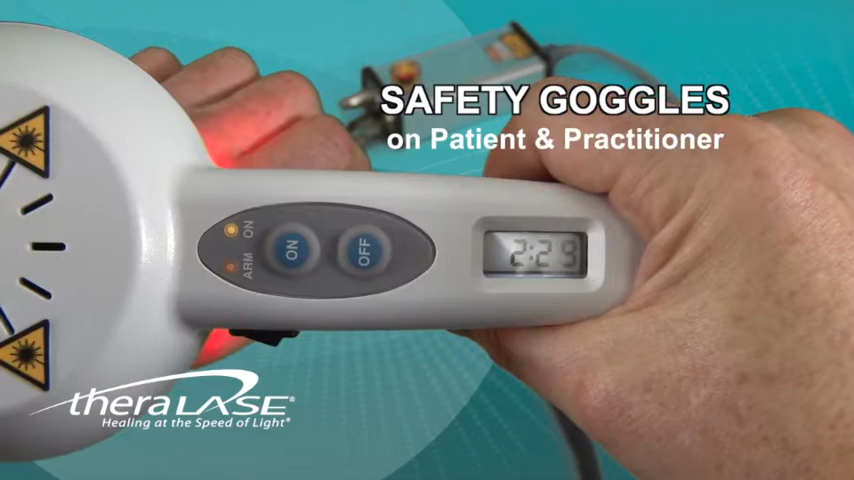 SAFETY GOGGLES
on Patient & Practitioner
ON
ARM
ON
OFF
2:29
theraLASE®
Healing at the Speed of Light®